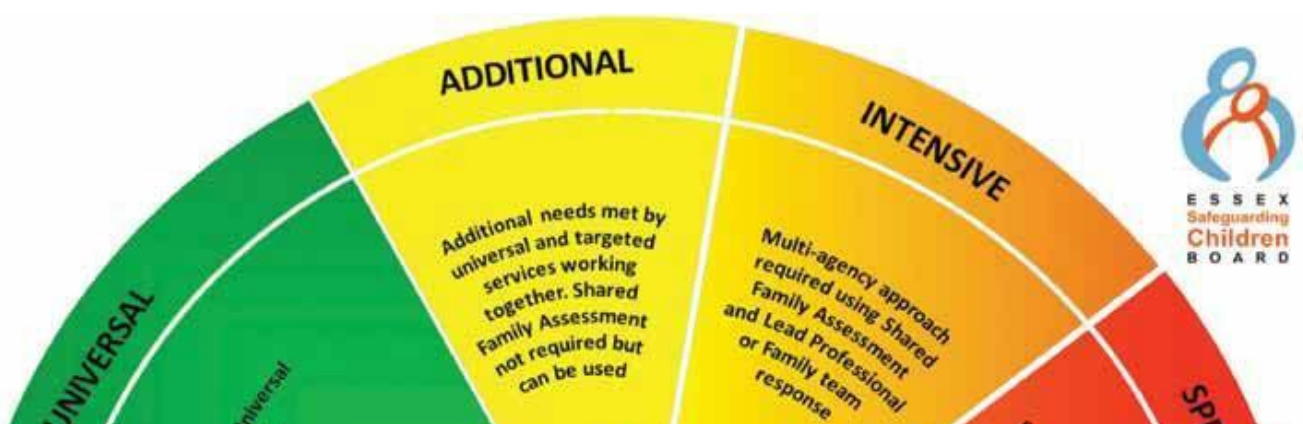 UNIVERSAL
ADDITIONAL
Additional needs met by
universal and targeted
services working
together. Shared
Family Assessment
not required but
can be used
INTENSIVE
Multi-agency approach
required using Shared
Family Assessment
and Lead Professional
or Family team
response
ESSEX
Safeguarding
Children
BOARD